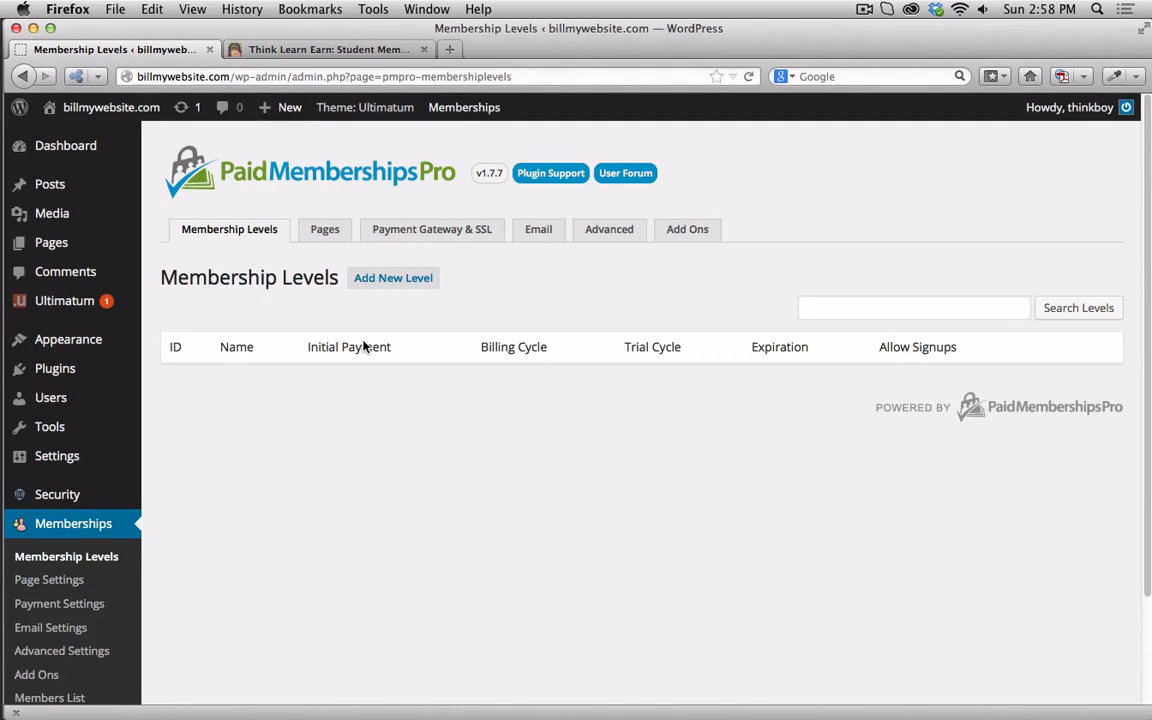 Firefox File Edit View History Bookmarks Tools Window Help Sun 2:58 PM
Membership Levels ‹ billmywebsite.com — WordPress
Membership Levels ‹ billmyweb... Think Learn Earn: Student Mem...
billmywebsite.com/wp-admin/admin.php?page=pmpro-membershiplevels Google
billmywebsite.com 1 0 New Theme: Ultimatum Memberships Howdy, thinkboy
Dashboard
Posts
Media
Pages
Comments
Ultimatum 1
Appearance
Plugins
Users
Tools
Settings
Security
Memberships
Membership Levels
Page Settings
Payment Settings
Email Settings
Advanced Settings
Add Ons
Members List
PaidMembershipsPro v1.7.7 Plugin Support User Forum
Membership Levels Pages Payment Gateway & SSL Email Advanced Add Ons
Membership Levels Add New Level
Search Levels
ID Name Initial Payment Billing Cycle Trial Cycle Expiration Allow Signups
POWERED BY PaidMembershipsPro